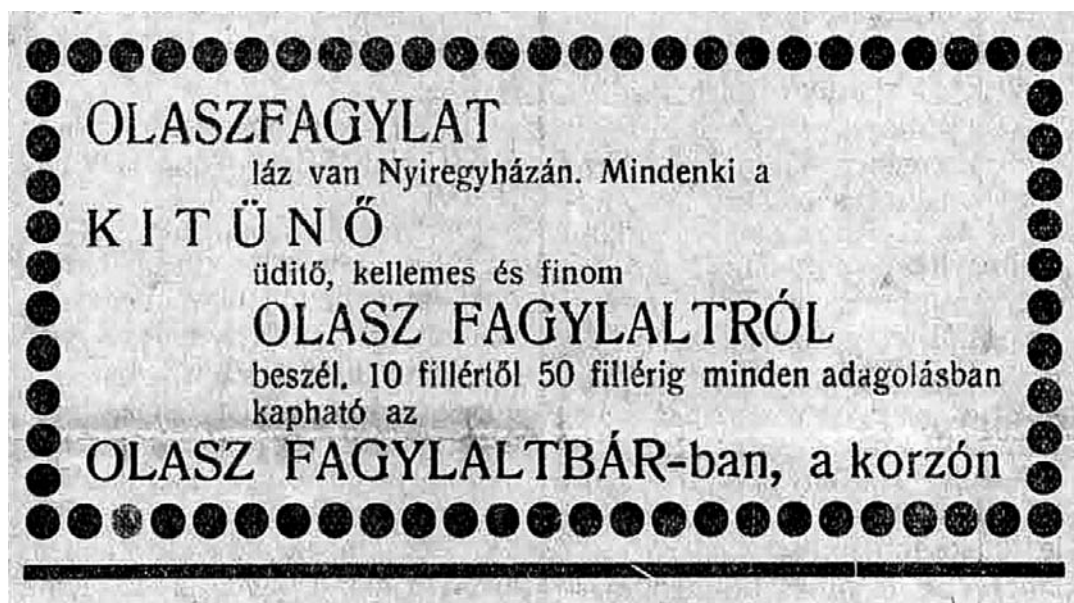 OLASZFAGYLAT
láz van Nyiregyházán. Mindenki a
KITÜNŐ
üditő, kellemes és finom
OLASZ FAGYLALTRÓL
beszél. 10 fillértől 50 fillérig minden adagolásban
kapható az
OLASZ FAGYLALTBÁR-ban, a korzón